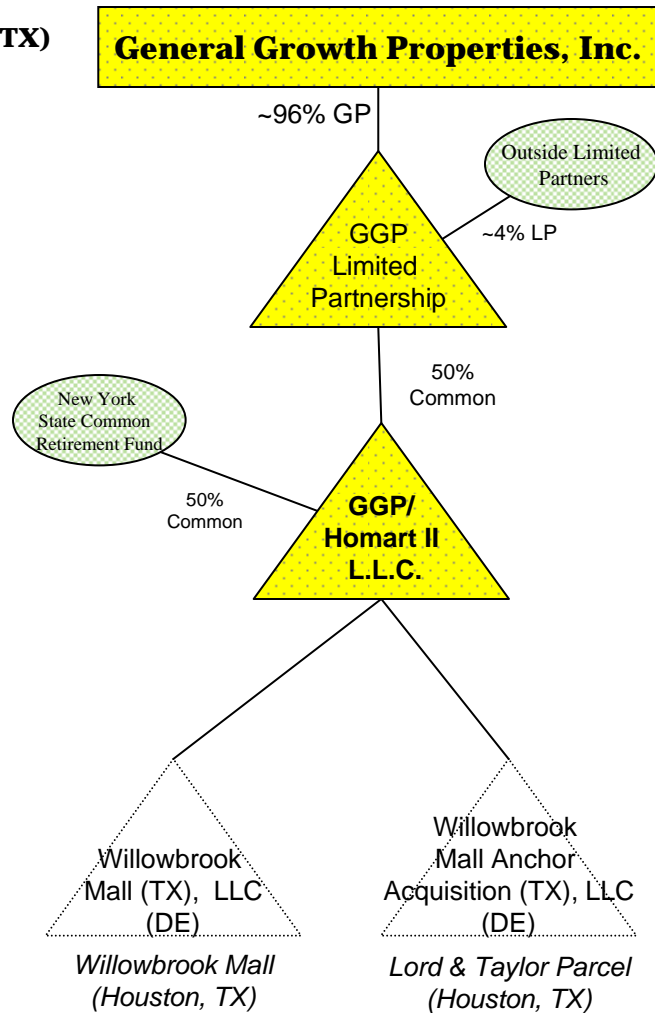 TX)
General Growth Properties, Inc.
~96% GP
Outside Limited
Partners
~4% LP
GGP
Limited
Partnership
50%
Common
New York
State Common
Retirement Fund
50%
Common
GGP/
Homart II
L.L.C.
Willowbrook
Mall (TX), LLC
(DE)
Willowbrook Mall
(Houston, TX)
Willowbrook
Mall Anchor
Acquisition (TX), LLC
(DE)
Lord & Taylor Parcel
(Houston, TX)